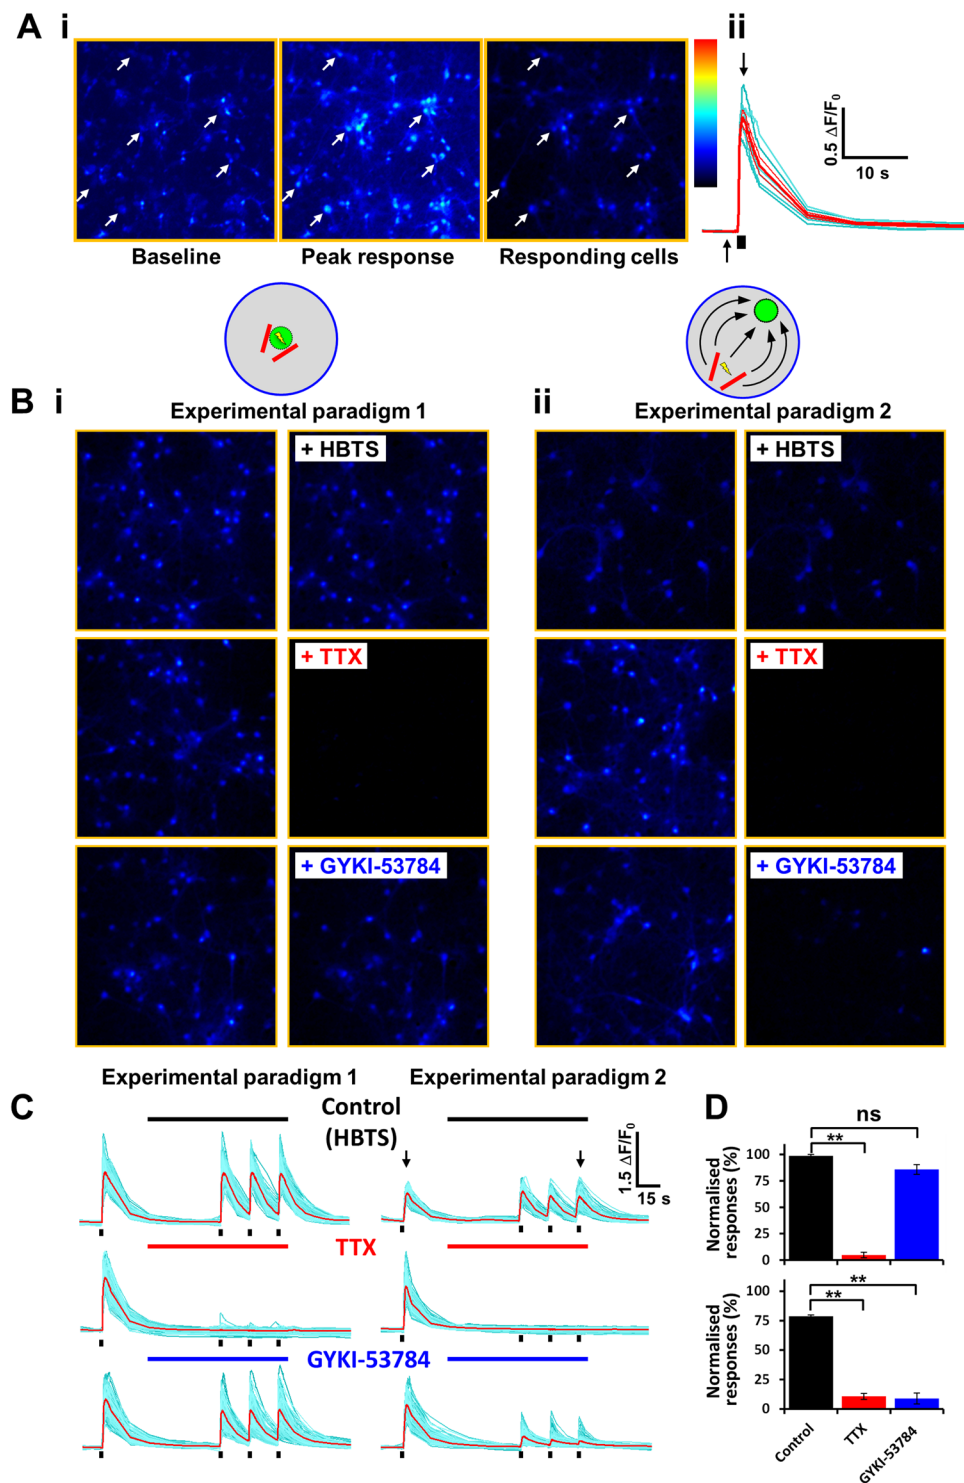 A i ii
Baseline Peak response Responding cells
0.5 ΔF/F0
10 s
B i ii
Experimental paradigm 1 Experimental paradigm 2
+ HBTS + HBTS
+ TTX + TTX
+ GYKI-53784 + GYKI-53784
Experimental paradigm 1 Experimental paradigm 2
C D
Control
(HBTS)
1.5 ΔF/F0
15 s
TTX
GYKI-53784
ns
**
Normalised
responses (%)
100
75
50
25
0
**
**
Normalised
responses (%)
75
50
25
0
Control TTX GYKI-53784